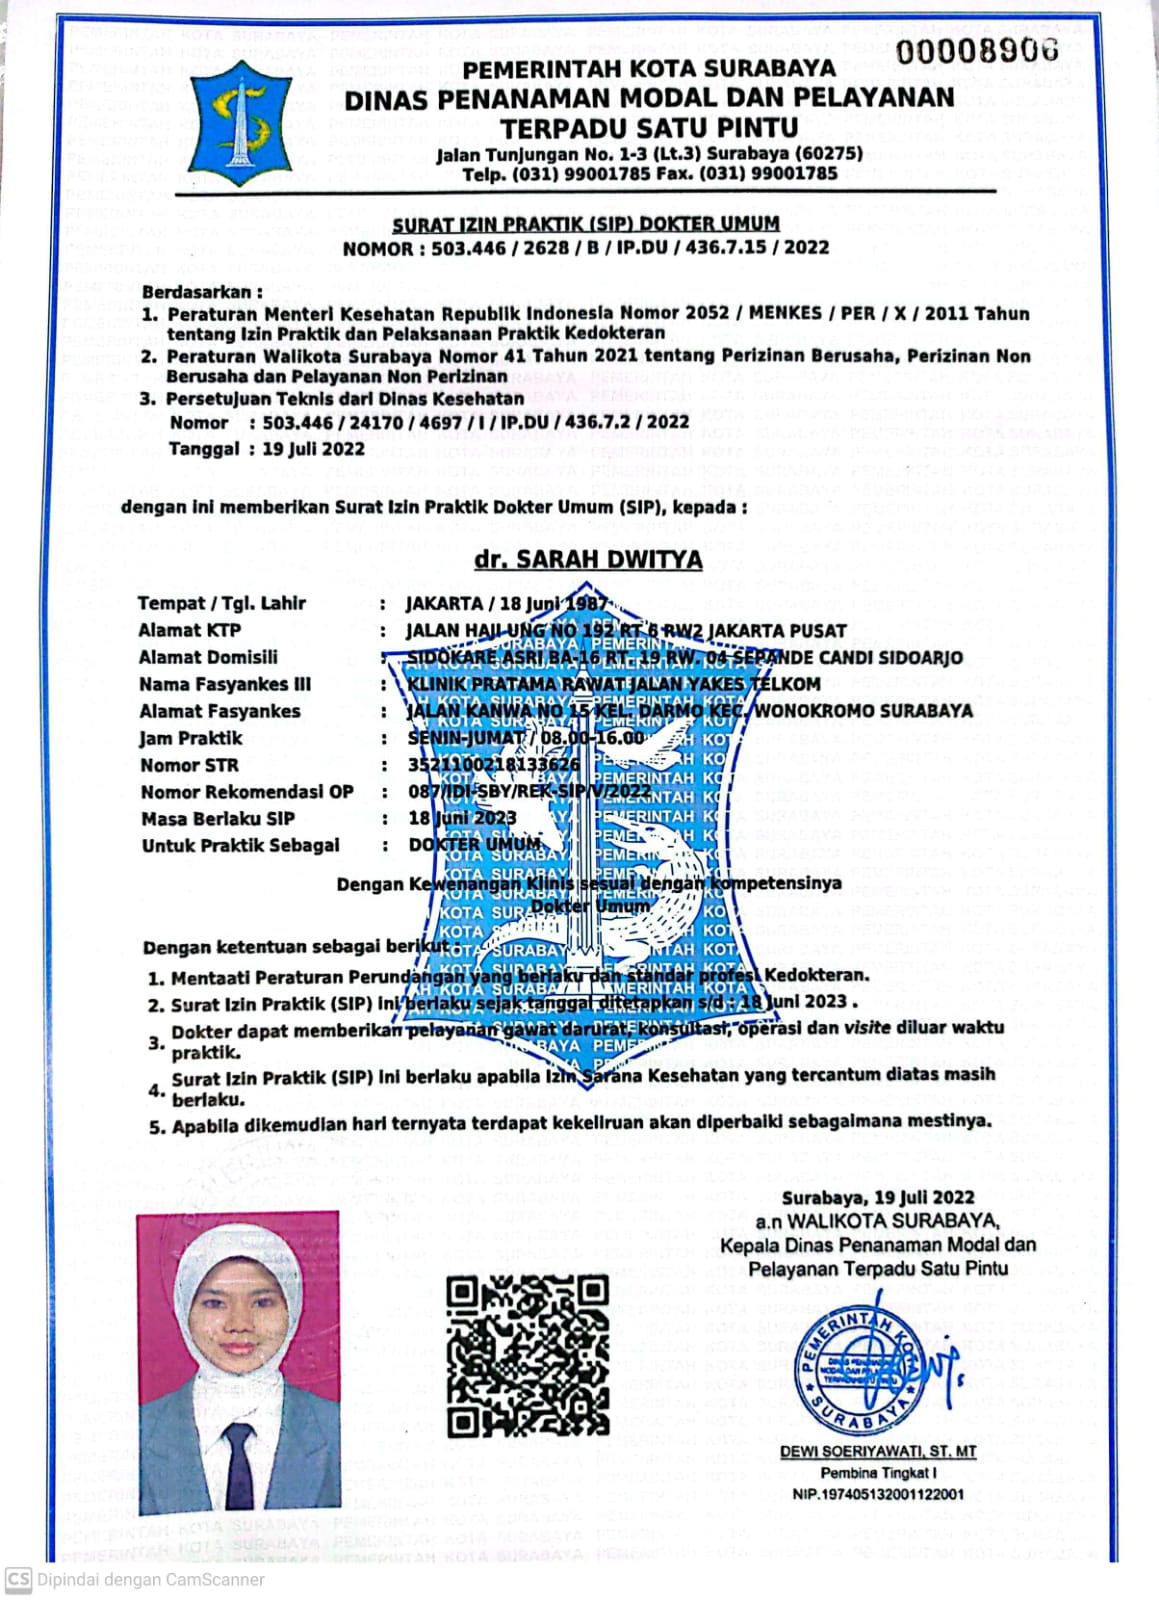 00008906
PEMERINTAH KOTA SURABAYA
DINAS PENANAMAN MODAL DAN PELAYANAN
TERPADU SATU PINTU
Jalan Tunjungan No. 1-3 (Lt.3) Surabaya (60275)
Telp. (031) 99001785 Fax. (031) 99001785
SURAT IZIN PRAKTIK (SIP) DOKTER UMUM
NOMOR : 503.446 / 2628 / B / IP.DU / 436.7.15 / 2022
Berdasarkan :
1. Peraturan Menteri Kesehatan Republik Indonesia Nomor 2052 / MENKES / PER / X / 2011 Tahun
tentang Izin Praktik dan Pelaksanaan Praktik Kedokteran
2. Peraturan Walikota Surabaya Nomor 41 Tahun 2021 tentang Perizinan Berusaha, Perizinan Non
Berusaha dan Pelayanan Non Perizinan
3. Persetujuan Teknis dari Dinas Kesehatan
Nomor : 503.446 / 24170 / 4697 / I / IP.DU / 436.7.2 / 2022
Tanggal : 19 Juli 2022
dengan ini memberikan Surat Izin Praktik Dokter Umum (SIP), kepada :
dr. SARAH DWITYA
Tempat / Tgl. Lahir : JAKARTA / 18 Juni 1987
Alamat KTP : JALAN HAJI UNG NO 192 RT 6 RW2 JAKARTA PUSAT
Alamat Domisili : SIDOKARE ASRI BA-16 RT. 19 RW. 04 SEPANDE CANDI SIDOARJO
Nama Fasyankes III : KLINIK PRATAMA RAWAT JALAN YAKES TELKOM
Alamat Fasyankes : JALAN KANWA NO 15 KEL. DARMO KEC. WONOKROMO SURABAYA
Jam Praktik : SENIN-JUMAT / 08.00-16.00
Nomor STR : 3521100218133626
Nomor Rekomendasi OP : 087/IDI-SBY/REK-SIP/V/2022
Masa Berlaku SIP : 18 Juni 2023
Untuk Praktik Sebagai : DOKTER UMUM
Dengan Kewenangan Klinis sesuai dengan kompetensinya
Dokter Umum
Dengan ketentuan sebagai berikut :
1. Mentaati Peraturan Perundangan yang berlaku dan standar profesi Kedokteran.
2. Surat Izin Praktik (SIP) ini berlaku sejak tanggal ditetapkan s/d : 18 Juni 2023 .
3. Dokter dapat memberikan pelayanan gawat darurat, konsultasi, operasi dan visite diluar waktu
praktik.
4. Surat Izin Praktik (SIP) ini berlaku apabila Izin Sarana Kesehatan yang tercantum diatas masih
berlaku.
5. Apabila dikemudian hari ternyata terdapat kekeliruan akan diperbaiki sebagaimana mestinya.
Surabaya, 19 Juli 2022
a.n WALIKOTA SURABAYA,
Kepala Dinas Penanaman Modal dan
Pelayanan Terpadu Satu Pintu
PEMERINTAH KOTA
DINAS PENANAMAN
MODAL DAN PELAYANAN
TERPADU SATU PINTU
SURABAYA
DEWI SOERIYAWATI, ST. MT
Pembina Tingkat I
NIP.197405132001122001
CS Dipindai dengan CamScanner